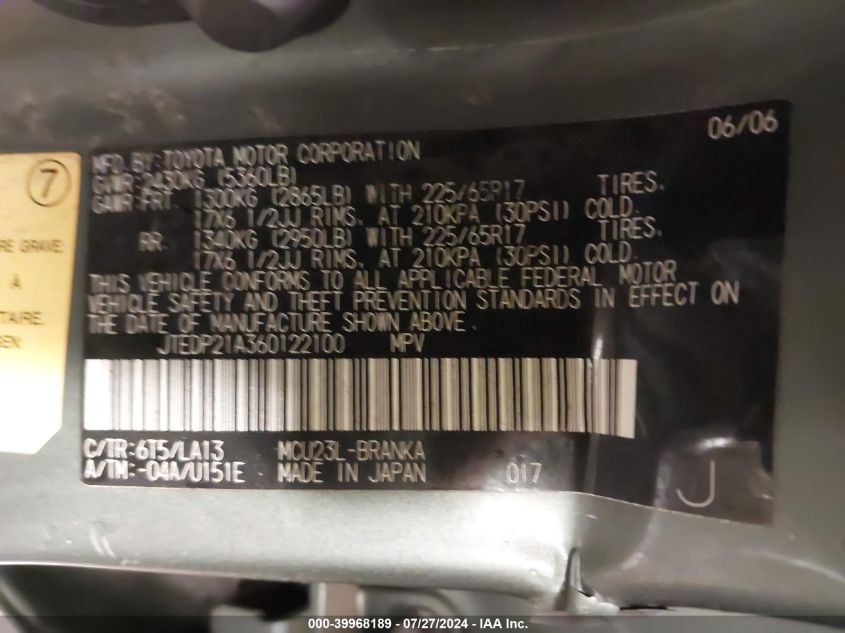 06/06
MFD BY: TOYOTA MOTOR CORPORATION
GVWR: 2430KG (5360LB)
GAWR: FRT. 1300KG (2865LB) WITH 225/65R17 TIRES.
17X6 1/2JJ RIMS. AT 210KPA (30PSI) COLD.
RR. 1340KG (2950LB) WITH 225/65R17 TIRES.
17X6 1/2JJ RIMS. AT 210KPA (30PSI) COLD.
THIS VEHICLE CONFORMS TO ALL APPLICABLE FEDERAL MOTOR
VEHICLE SAFETY AND THEFT PREVENTION STANDARDS IN EFFECT ON
THE DATE OF MANUFACTURE SHOWN ABOVE.
JTEDP21A360122100 MPV
C/TR: 6T5/LA13 MCU23L-BRANKA
A/TM: -04A/U151E MADE IN JAPAN 017
J
7
RE GRAVE
A
TAIRE.
000-39968189 / 07/27/2024 - IAA Inc.